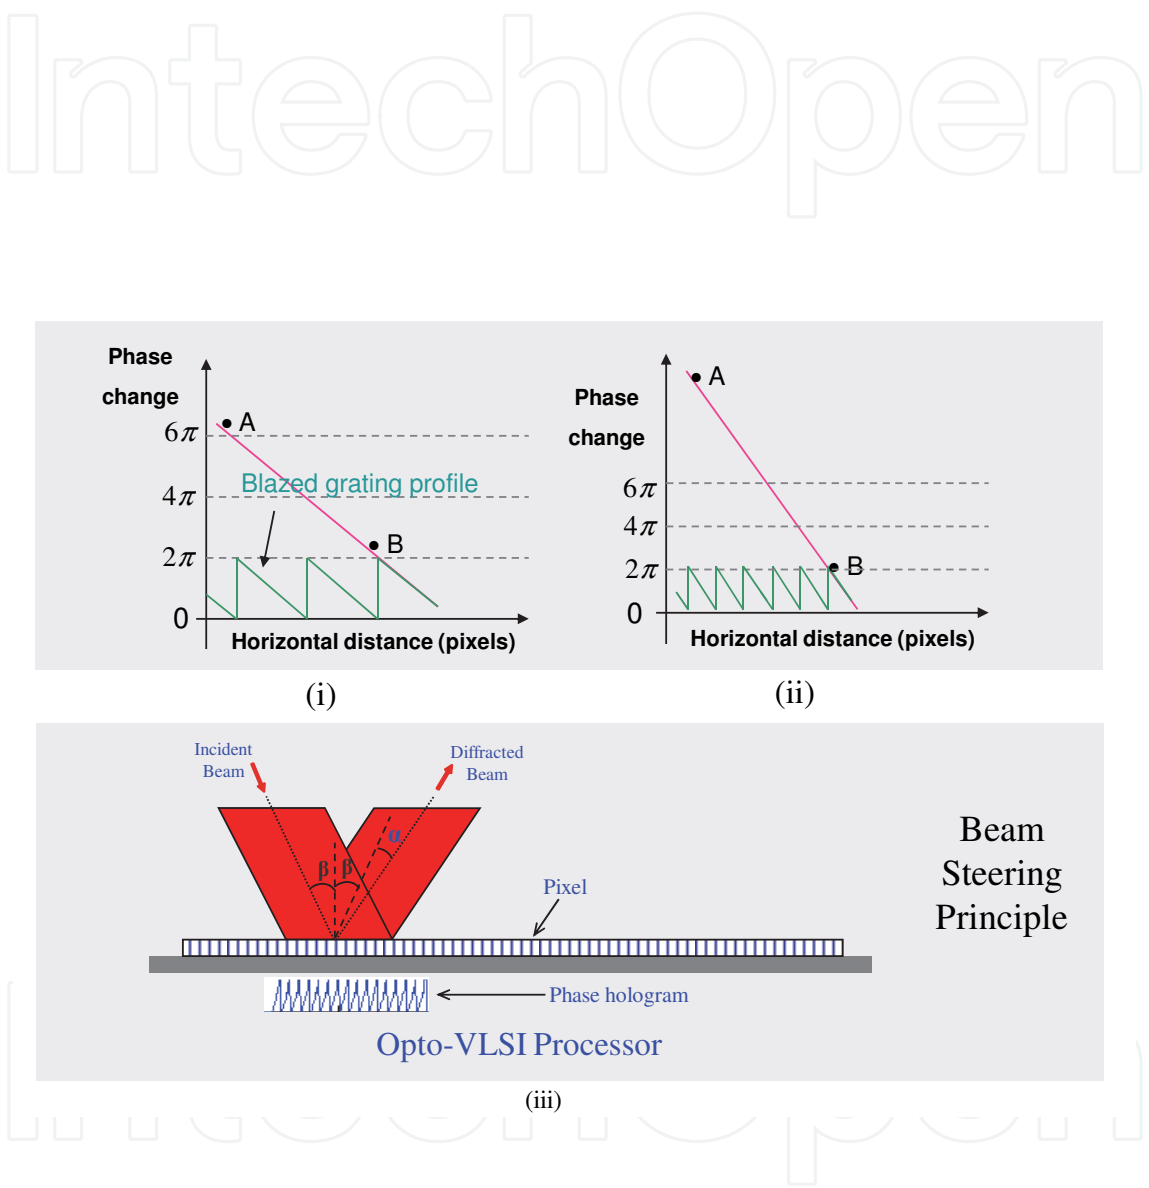 IntechOpen
Phase
change
6π
4π
2π
0
A
Blazed grating profile
B
Horizontal distance (pixels)
(i)
Phase
change
6π
4π
2π
0
A
B
Horizontal distance (pixels)
(ii)
Incident
Beam
Diffracted
Beam
α
β β
Pixel
Beam
Steering
Principle
Phase hologram
Opto-VLSI Processor
(iii)
IntechOpen